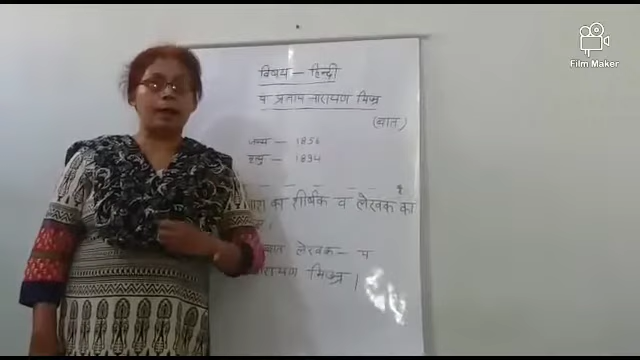 Film Maker
विषय – हिन्दी
पं प्रताप नारायण मिश्र
(बात)
जन्म – 1856
मृत्यु – 1894
का शीर्षक व लेखक का
लेखक – पं
नारायण मिश्र।